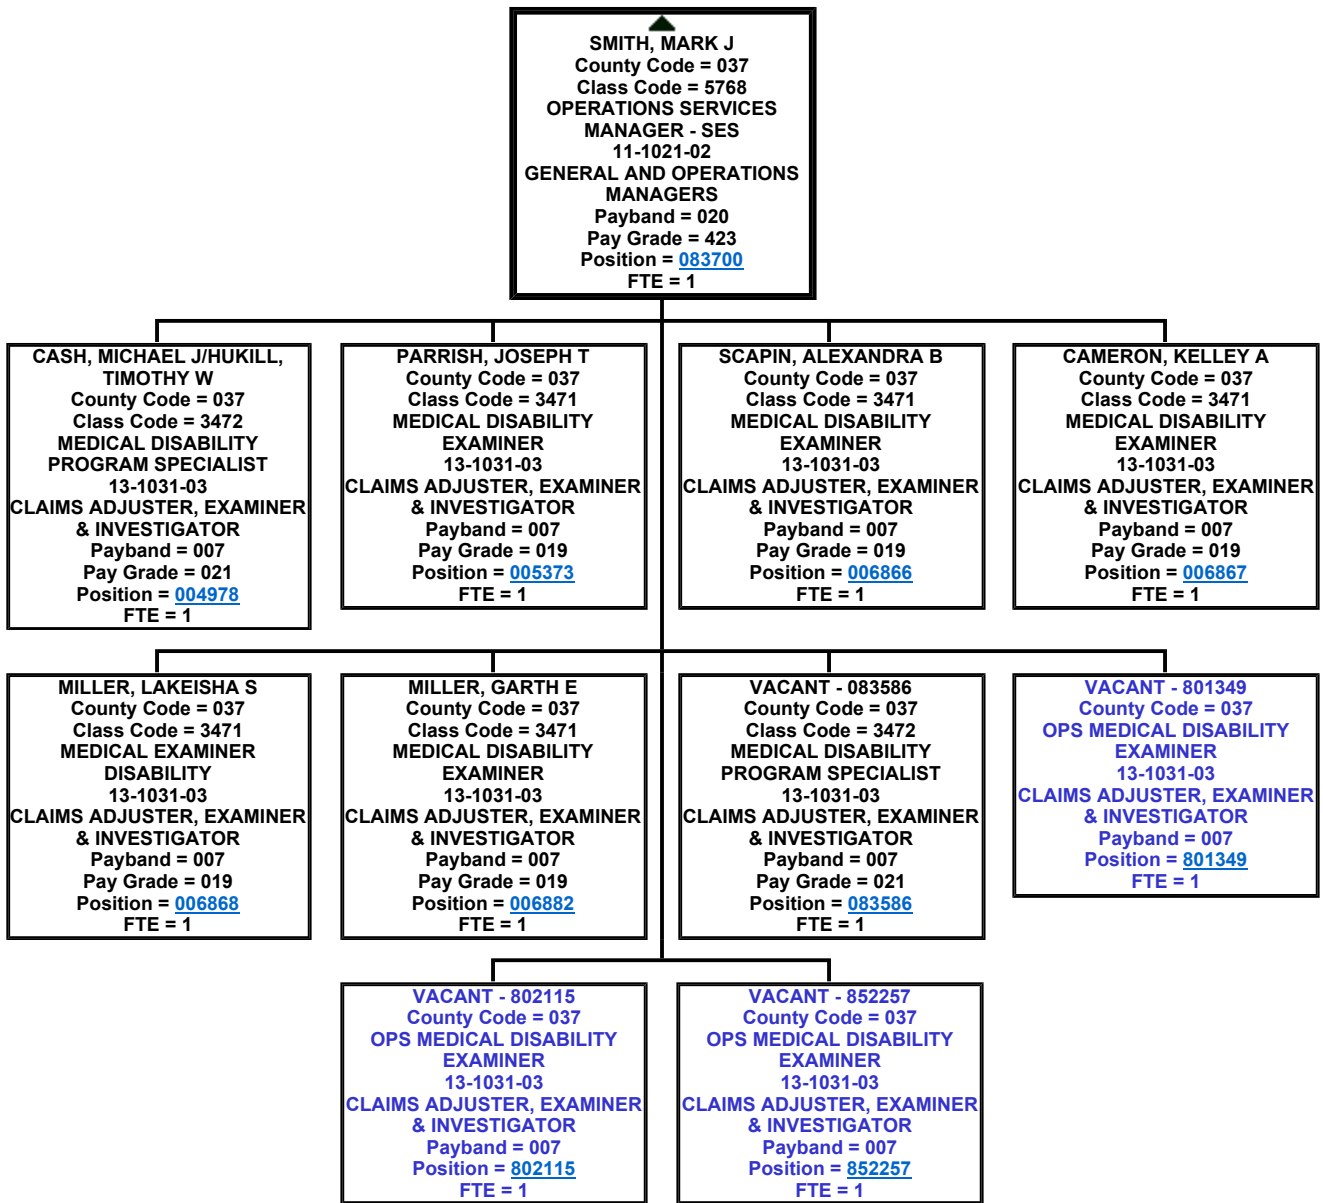 SMITH, MARK J
County Code = 037
Class Code = 5768
OPERATIONS SERVICES
MANAGER - SES
11-1021-02
GENERAL AND OPERATIONS
MANAGERS
Payband = 020
Pay Grade = 423
Position = 083700
FTE = 1
CASH, MICHAEL J/HUKILL,
TIMOTHY W
County Code = 037
Class Code = 3472
MEDICAL DISABILITY
PROGRAM SPECIALIST
13-1031-03
CLAIMS ADJUSTER, EXAMINER
& INVESTIGATOR
Payband = 007
Pay Grade = 021
Position = 004978
FTE = 1
PARRISH, JOSEPH T
County Code = 037
Class Code = 3471
MEDICAL DISABILITY
EXAMINER
13-1031-03
CLAIMS ADJUSTER, EXAMINER
& INVESTIGATOR
Payband = 007
Pay Grade = 019
Position = 005373
FTE = 1
SCAPIN, ALEXANDRA B
County Code = 037
Class Code = 3471
MEDICAL DISABILITY
EXAMINER
13-1031-03
CLAIMS ADJUSTER, EXAMINER
& INVESTIGATOR
Payband = 007
Pay Grade = 019
Position = 006866
FTE = 1
CAMERON, KELLEY A
County Code = 037
Class Code = 3471
MEDICAL DISABILITY
EXAMINER
13-1031-03
CLAIMS ADJUSTER, EXAMINER
& INVESTIGATOR
Payband = 007
Pay Grade = 019
Position = 006867
FTE = 1
MILLER, LAKEISHA S
County Code = 037
Class Code = 3471
MEDICAL EXAMINER
DISABILITY
13-1031-03
CLAIMS ADJUSTER, EXAMINER
& INVESTIGATOR
Payband = 007
Pay Grade = 019
Position = 006868
FTE = 1
MILLER, GARTH E
County Code = 037
Class Code = 3471
MEDICAL DISABILITY
EXAMINER
13-1031-03
CLAIMS ADJUSTER, EXAMINER
& INVESTIGATOR
Payband = 007
Pay Grade = 019
Position = 006882
FTE = 1
VACANT - 083586
County Code = 037
Class Code = 3472
MEDICAL DISABILITY
PROGRAM SPECIALIST
13-1031-03
CLAIMS ADJUSTER, EXAMINER
& INVESTIGATOR
Payband = 007
Pay Grade = 021
Position = 083586
FTE = 1
VACANT - 801349
County Code = 037
OPS MEDICAL DISABILITY
EXAMINER
13-1031-03
CLAIMS ADJUSTER, EXAMINER
& INVESTIGATOR
Payband = 007
Position = 801349
FTE = 1
VACANT - 802115
County Code = 037
OPS MEDICAL DISABILITY
EXAMINER
13-1031-03
CLAIMS ADJUSTER, EXAMINER
& INVESTIGATOR
Payband = 007
Position = 802115
FTE = 1
VACANT - 852257
County Code = 037
OPS MEDICAL DISABILITY
EXAMINER
13-1031-03
CLAIMS ADJUSTER, EXAMINER
& INVESTIGATOR
Payband = 007
Position = 852257
FTE = 1